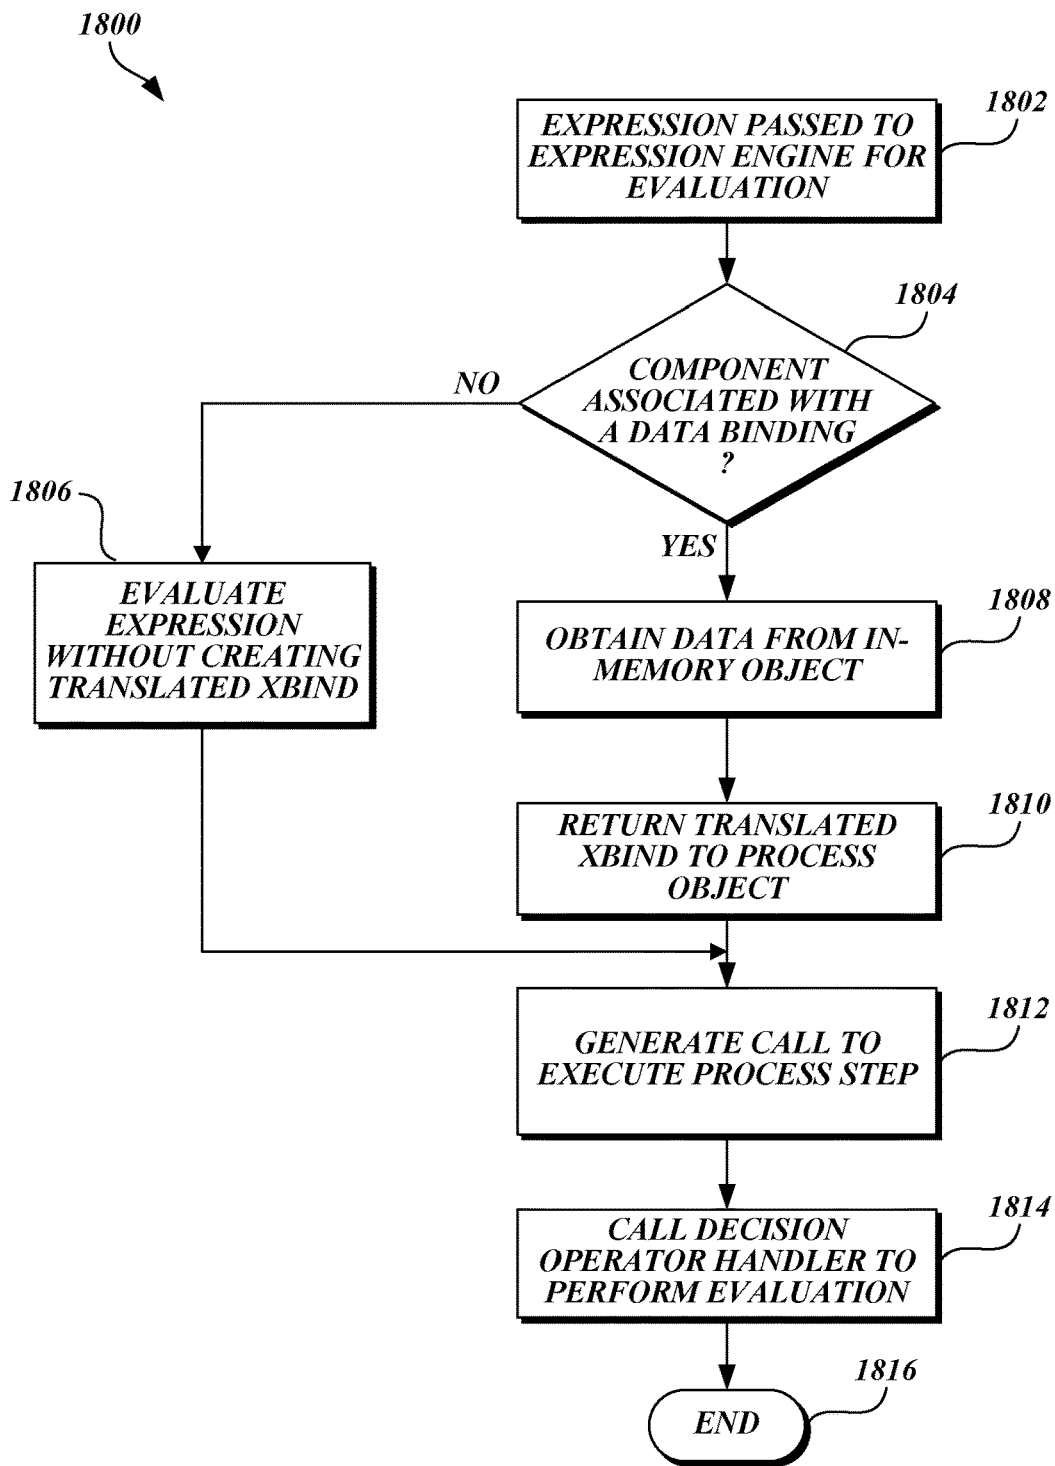 1800
1802
EXPRESSION PASSED TO
EXPRESSION ENGINE FOR
EVALUATION
1804
COMPONENT
ASSOCIATED WITH
A DATA BINDING
?
NO
YES
1806
EVALUATE
EXPRESSION
WITHOUT CREATING
TRANSLATED XBIND
1808
OBTAIN DATA FROM IN-
MEMORY OBJECT
1810
RETURN TRANSLATED
XBIND TO PROCESS
OBJECT
1812
GENERATE CALL TO
EXECUTE PROCESS STEP
1814
CALL DECISION
OPERATOR HANDLER TO
PERFORM EVALUATION
1816
END